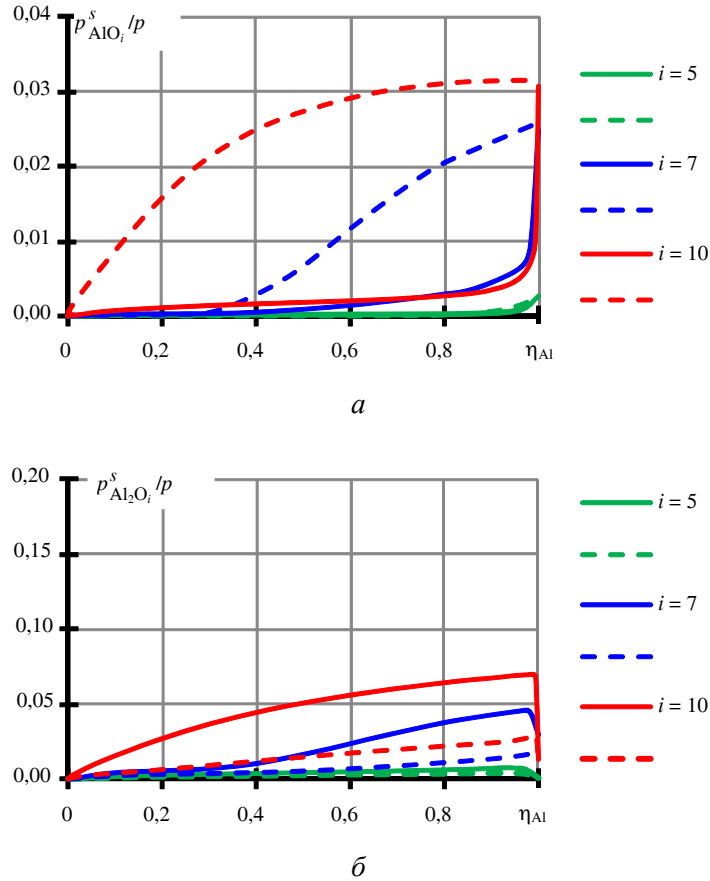 0,04
p^s_AlO_i /p
0,03
0,02
0,01
0,00
0 0,2 0,4 0,6 0,8 η_Al
i = 5
i = 7
i = 10
а
0,20
p^s_Al₂O_i /p
0,15
0,10
0,05
0,00
0 0,2 0,4 0,6 0,8 η_Al
i = 5
i = 7
i = 10
б